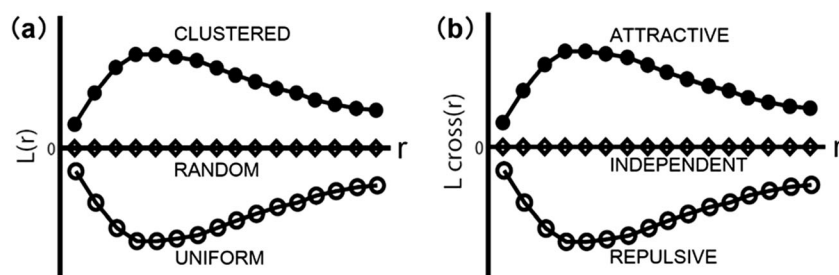 (a)
CLUSTERED
L(r)
0
r
RANDOM
UNIFORM
(b)
ATTRACTIVE
L cross(r)
0
r
INDEPENDENT
REPULSIVE